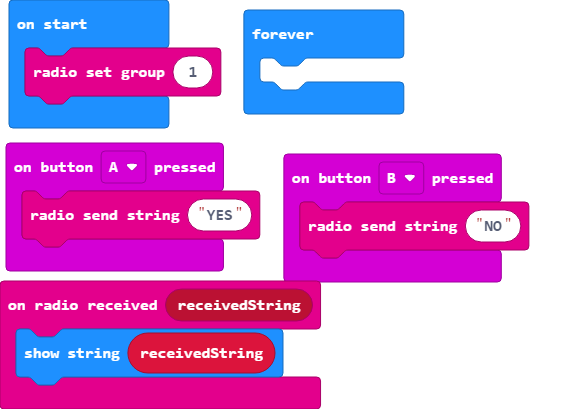 on start
radio set group 1
forever
on button A pressed
radio send string "YES"
on button B pressed
radio send string "NO"
on radio received receivedString
show string receivedString